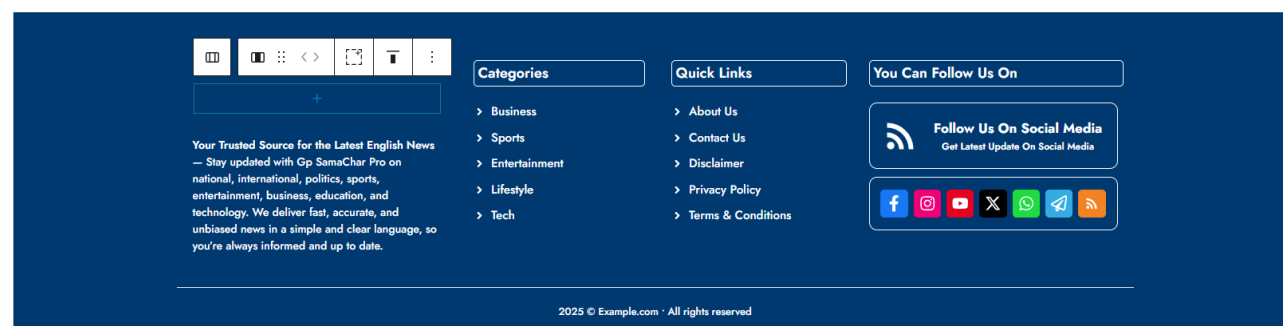 Your Trusted Source for the Latest English News
— Stay updated with Gp SamaChar Pro on
national, international, politics, sports,
entertainment, business, education, and
technology. We deliver fast, accurate, and
unbiased news in a simple and clear language, so
you're always informed and up to date.
Categories
Business
Sports
Entertainment
Lifestyle
Tech
Quick Links
About Us
Contact Us
Disclaimer
Privacy Policy
Terms & Conditions
You Can Follow Us On
Follow Us On Social Media
Get Latest Update On Social Media
2025 © Example.com · All rights reserved